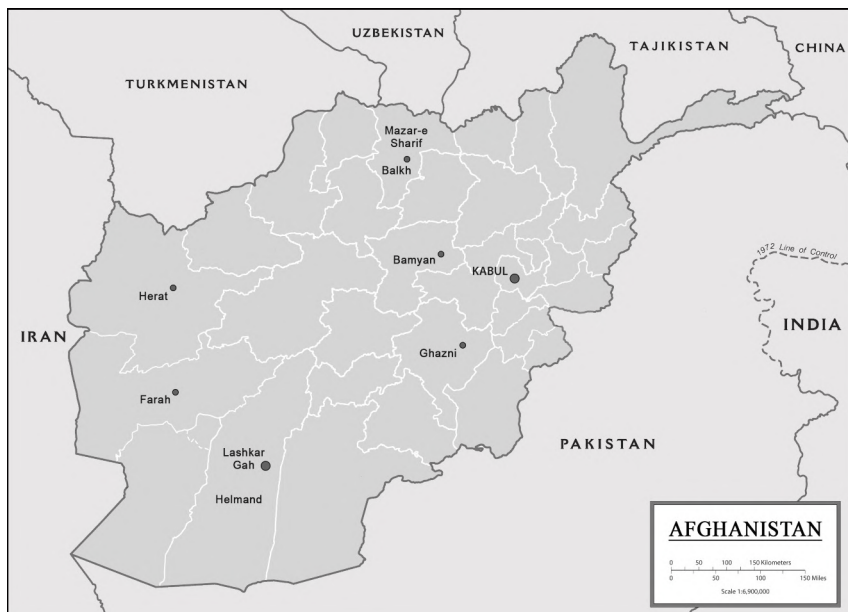 UZBEKISTAN
TAJIKISTAN
CHINA
TURKMENISTAN
Mazar-e
Sharif
Balkh
1972 Line of Control
Bamyan
KABUL
Herat
INDIA
IRAN
Ghazni
Farah
PAKISTAN
Lashkar
Gah
Helmand
AFGHANISTAN
0 50 100 150 Kilometers
0 50 100 150 Miles
Scale 1:6,900,000